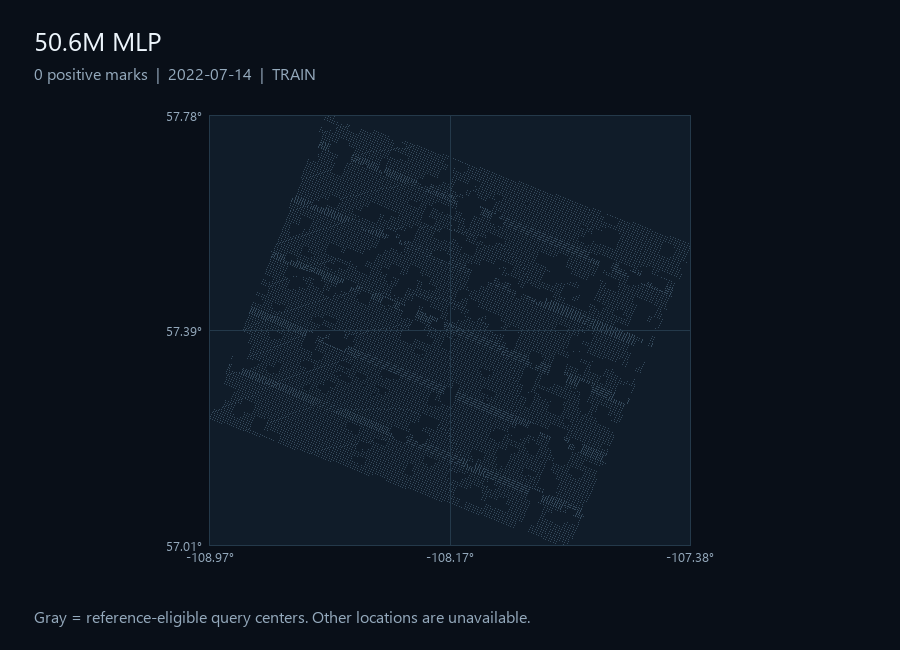 50.6M MLP
0 positive marks | 2022-07-14 | TRAIN
57.78°
57.39°
57.01°
-108.97°
-108.17°
-107.38°
Gray = reference-eligible query centers. Other locations are unavailable.